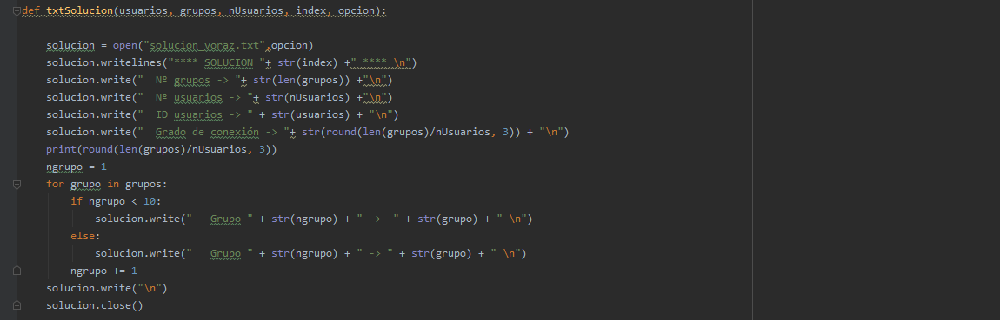 def txtSolucion(usuarios, grupos, nUsuarios, index, opcion):
solucion = open("solucion_voraz.txt",opcion)
solucion.writelines("**** SOLUCION "+ str(index) +" **** \n")
solucion.write("  Nº grupos -> "+ str(len(grupos)) +"\n")
solucion.write("  Nº usuarios -> "+ str(nUsuarios) +"\n")
solucion.write("  ID usuarios -> " + str(usuarios) + "\n")
solucion.write("  Grado de conexión -> "+ str(round(len(grupos)/nUsuarios, 3)) + "\n")
print(round(len(grupos)/nUsuarios, 3))
ngrupo = 1
for grupo in grupos:
if ngrupo < 10:
solucion.write("   Grupo " + str(ngrupo) + " ->  " + str(grupo) + " \n")
else:
solucion.write("   Grupo " + str(ngrupo) + " -> " + str(grupo) + " \n")
ngrupo += 1
solucion.write("\n")
solucion.close()